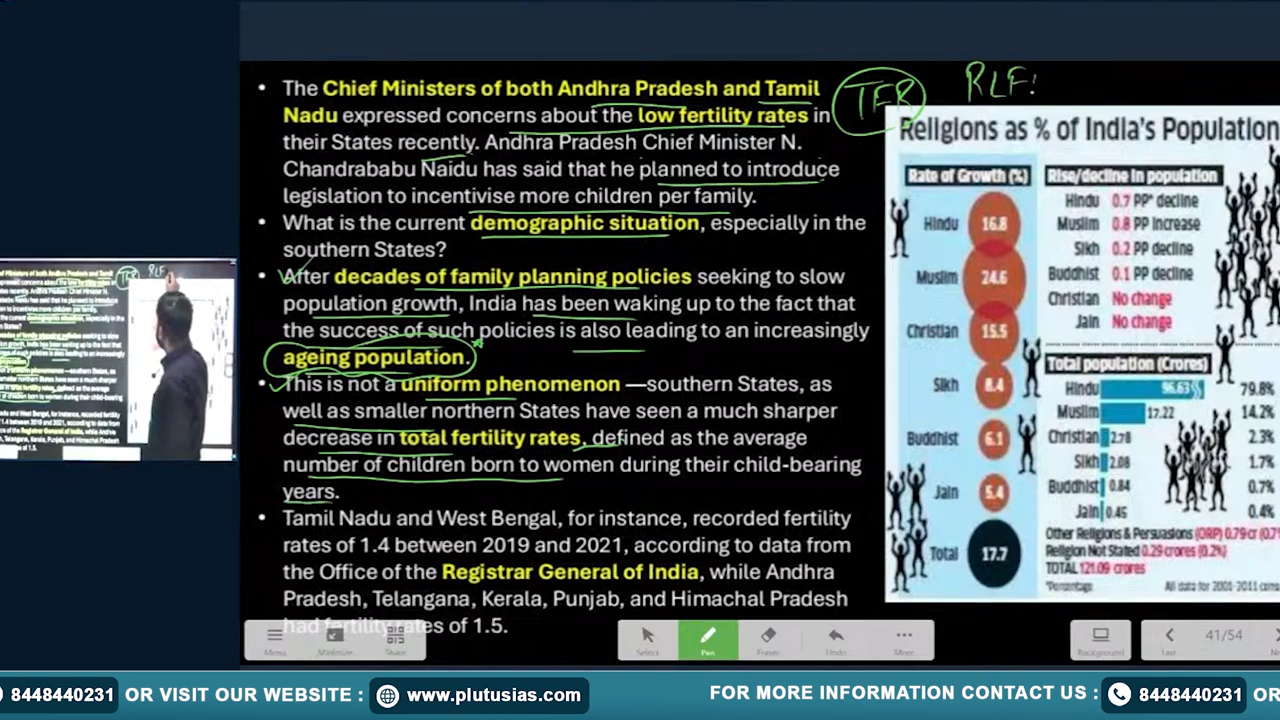 • The Chief Ministers of both Andhra Pradesh and Tamil
Nadu expressed concerns about the low fertility rates in
their States recently. Andhra Pradesh Chief Minister N.
Chandrababu Naidu has said that he planned to introduce
legislation to incentivise more children per family.
• What is the current demographic situation, especially in the
southern States?
• After decades of family planning policies seeking to slow
population growth, India has been waking up to the fact that
the success of such policies is also leading to an increasingly
ageing population.
• This is not a uniform phenomenon —southern States, as
well as smaller northern States have seen a much sharper
decrease in total fertility rates, defined as the average
number of children born to women during their child-bearing
years.
• Tamil Nadu and West Bengal, for instance, recorded fertility
rates of 1.4 between 2019 and 2021, according to data from
the Office of the Registrar General of India, while Andhra
Pradesh, Telangana, Kerala, Punjab, and Himachal Pradesh
had fertility rates of 1.5.
TFR
RLF
Religions as % of India's Population
Rate of Growth (%)
Hindu 16.8
Muslim 24.6
Christian 15.5
Sikh 8.4
Buddhist 6.1
Jain 5.4
Total 17.7
Rise/decline in population
Hindu 0.7 PP* decline
Muslim 0.8 PP increase
Sikh 0.2 PP decline
Buddhist 0.1 PP decline
Christian No change
Jain No change
Total population (Crores)
Hindu 96.63 79.8%
Muslim 17.22 14.2%
Christian 2.78 2.3%
Sikh 2.08 1.7%
Buddhist 0.84 0.7%
Jain 0.45 0.4%
Other Religions & Persuasions (ORP) 0.79 cr (0.7
Religion Not Stated 0.29 crores (0.2%)
TOTAL 121.09 crores
*Percentage All data for 2001-2011 cens
Menu
Minimize
Share
Select
Pen
Eraser
Undo
More
Background
Last
41/54
8448440231 OR VISIT OUR WEBSITE : www.plutusias.com FOR MORE INFORMATION CONTACT US : 8448440231 OR